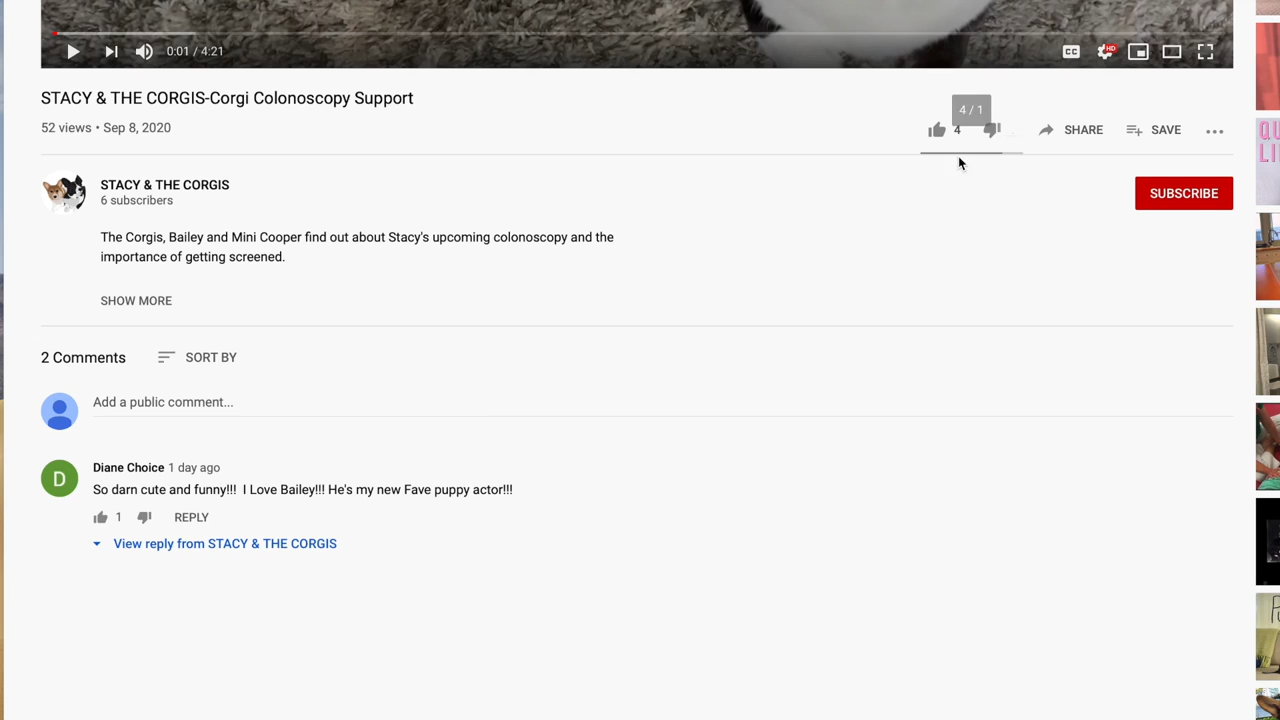 0:01 / 4:21
CC
HD
STACY & THE CORGIS-Corgi Colonoscopy Support
4 / 1
52 views • Sep 8, 2020
4
SHARE
SAVE
STACY & THE CORGIS
6 subscribers
SUBSCRIBE
The Corgis, Bailey and Mini Cooper find out about Stacy's upcoming colonoscopy and the
importance of getting screened.
SHOW MORE
2 Comments
SORT BY
Add a public comment...
D
Diane Choice 1 day ago
So darn cute and funny!!! I Love Bailey!!! He's my new Fave puppy actor!!!
1
REPLY
View reply from STACY & THE CORGIS